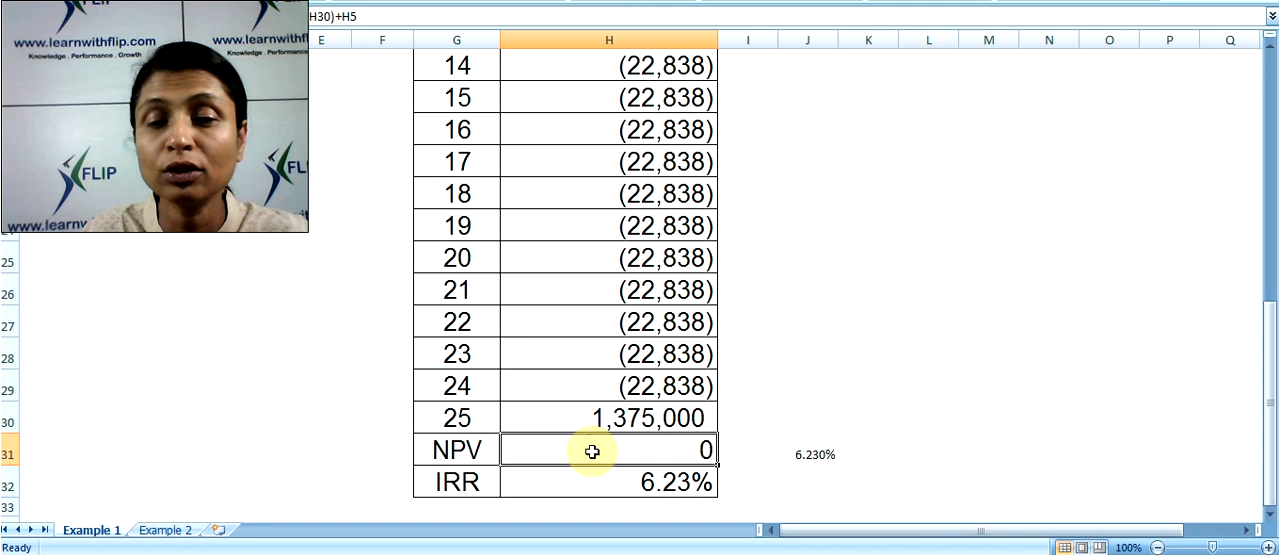 H30)+H5
www.learnwithflip.com
Knowledge . Performance . Growth
www.learnwithflip
Knowledge . Performance
FLIP
FL
www.learnv
www.
E F G H I J K L M N O P Q
14 (22,838)
15 (22,838)
16 (22,838)
17 (22,838)
18 (22,838)
19 (22,838)
25 20 (22,838)
26 21 (22,838)
27 22 (22,838)
28 23 (22,838)
29 24 (22,838)
30 25 1,375,000
31 NPV 0 6.230%
32 IRR 6.23%
33
Example 1 Example 2
Ready 100%